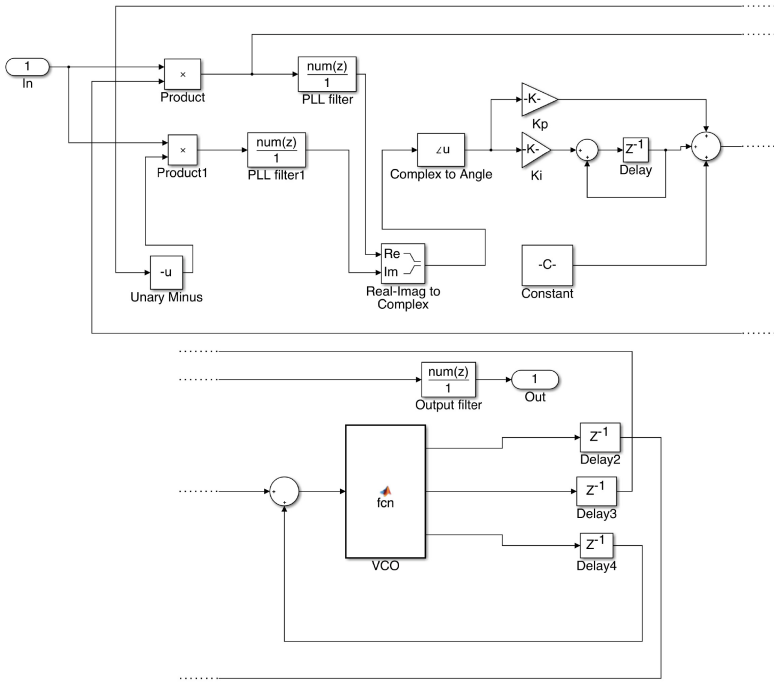 1
In
×
Product
num(z)
1
PLL filter
×
Product1
num(z)
1
PLL filter1
-u
Unary Minus
Re
Im
Real-Imag to
Complex
∠u
Complex to Angle
-K-
Kp
-K-
Ki
+
+
Z-1
Delay
+
+
+
-C-
Constant
num(z)
1
Output filter
1
Out
+
+
fcn
VCO
Z-1
Delay2
Z-1
Delay3
Z-1
Delay4